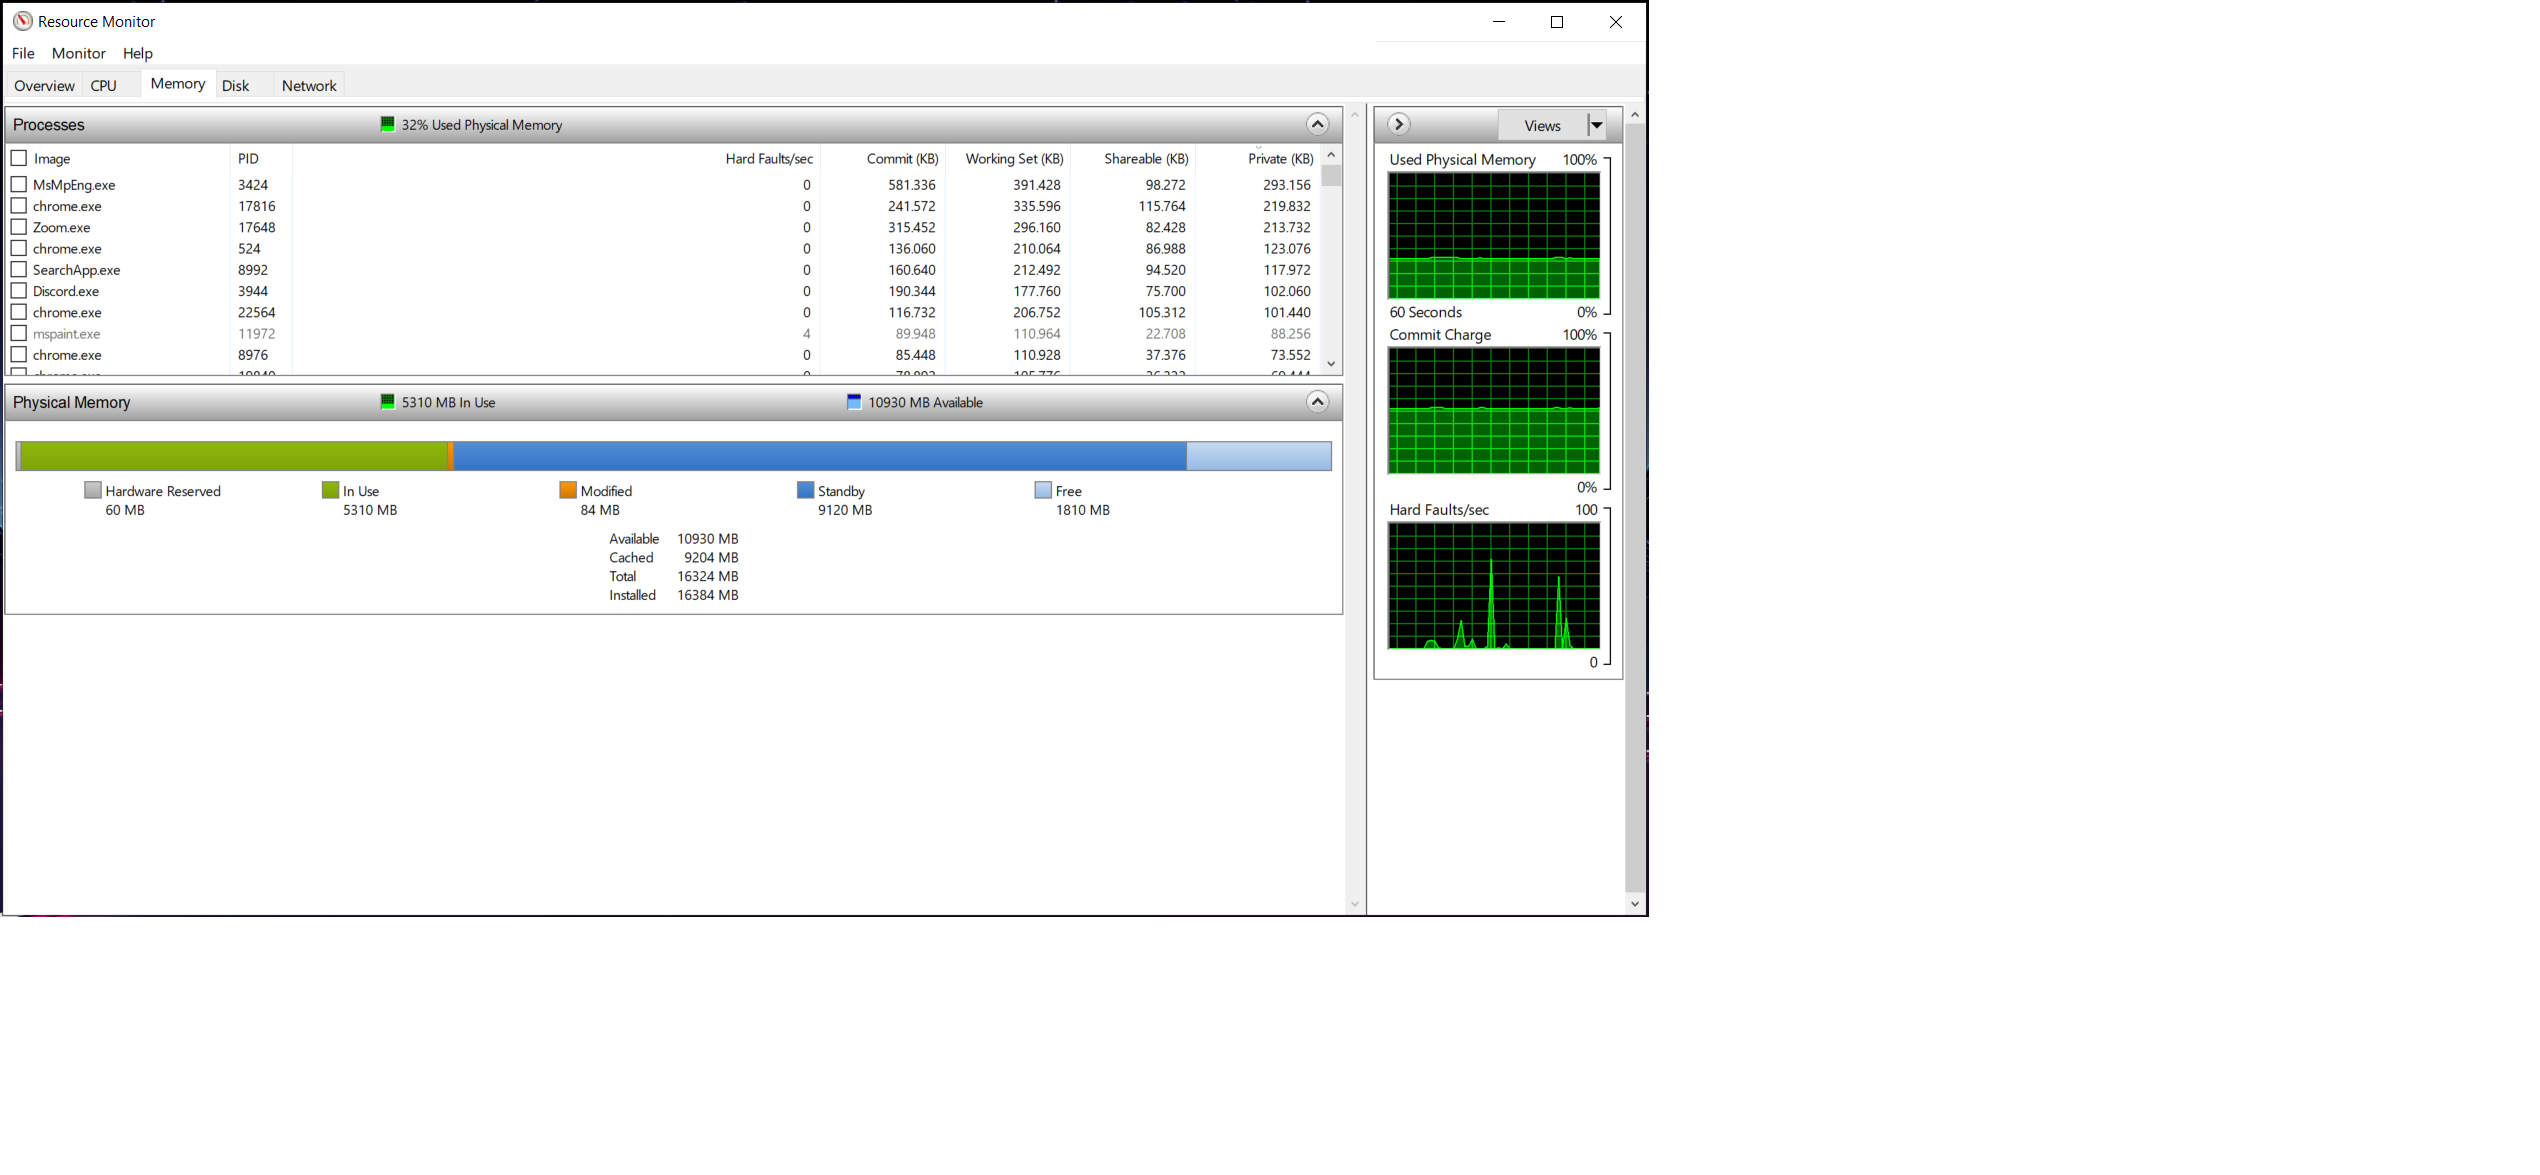 Resource Monitor
File Monitor Help
Overview CPU Memory Disk Network
Processes 32% Used Physical Memory
Image PID Hard Faults/sec Commit (KB) Working Set (KB) Shareable (KB) Private (KB)
MsMpEng.exe 3424 0 581.336 391.428 98.272 293.156
chrome.exe 17816 0 241.572 335.596 115.764 219.832
Zoom.exe 17648 0 315.452 296.160 82.428 213.732
chrome.exe 524 0 136.060 210.064 86.988 123.076
SearchApp.exe 8992 0 160.640 212.492 94.520 117.972
Discord.exe 3944 0 190.344 177.760 75.700 102.060
chrome.exe 22564 0 116.732 206.752 105.312 101.440
mspaint.exe 11972 4 89.948 110.964 22.708 88.256
chrome.exe 8976 0 85.448 110.928 37.376 73.552
Physical Memory 5310 MB In Use 10930 MB Available
Hardware Reserved In Use Modified Standby Free
60 MB 5310 MB 84 MB 9120 MB 1810 MB
Available 10930 MB
Cached 9204 MB
Total 16324 MB
Installed 16384 MB
Views
Used Physical Memory 100%
60 Seconds 0%
Commit Charge 100%
0%
Hard Faults/sec 100
0